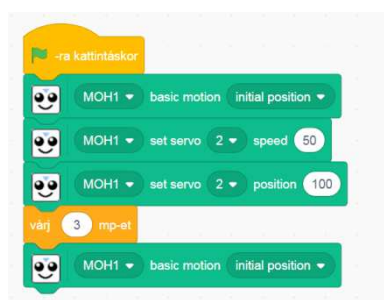 -ra kattintáskor
MOH1 basic motion initial position
MOH1 set servo 2 speed 50
MOH1 set servo 2 position 100
várj 3 mp-et
MOH1 basic motion initial position